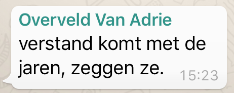 Overveld Van Adrie
verstand komt met de
jaren, zeggen ze.
15:23